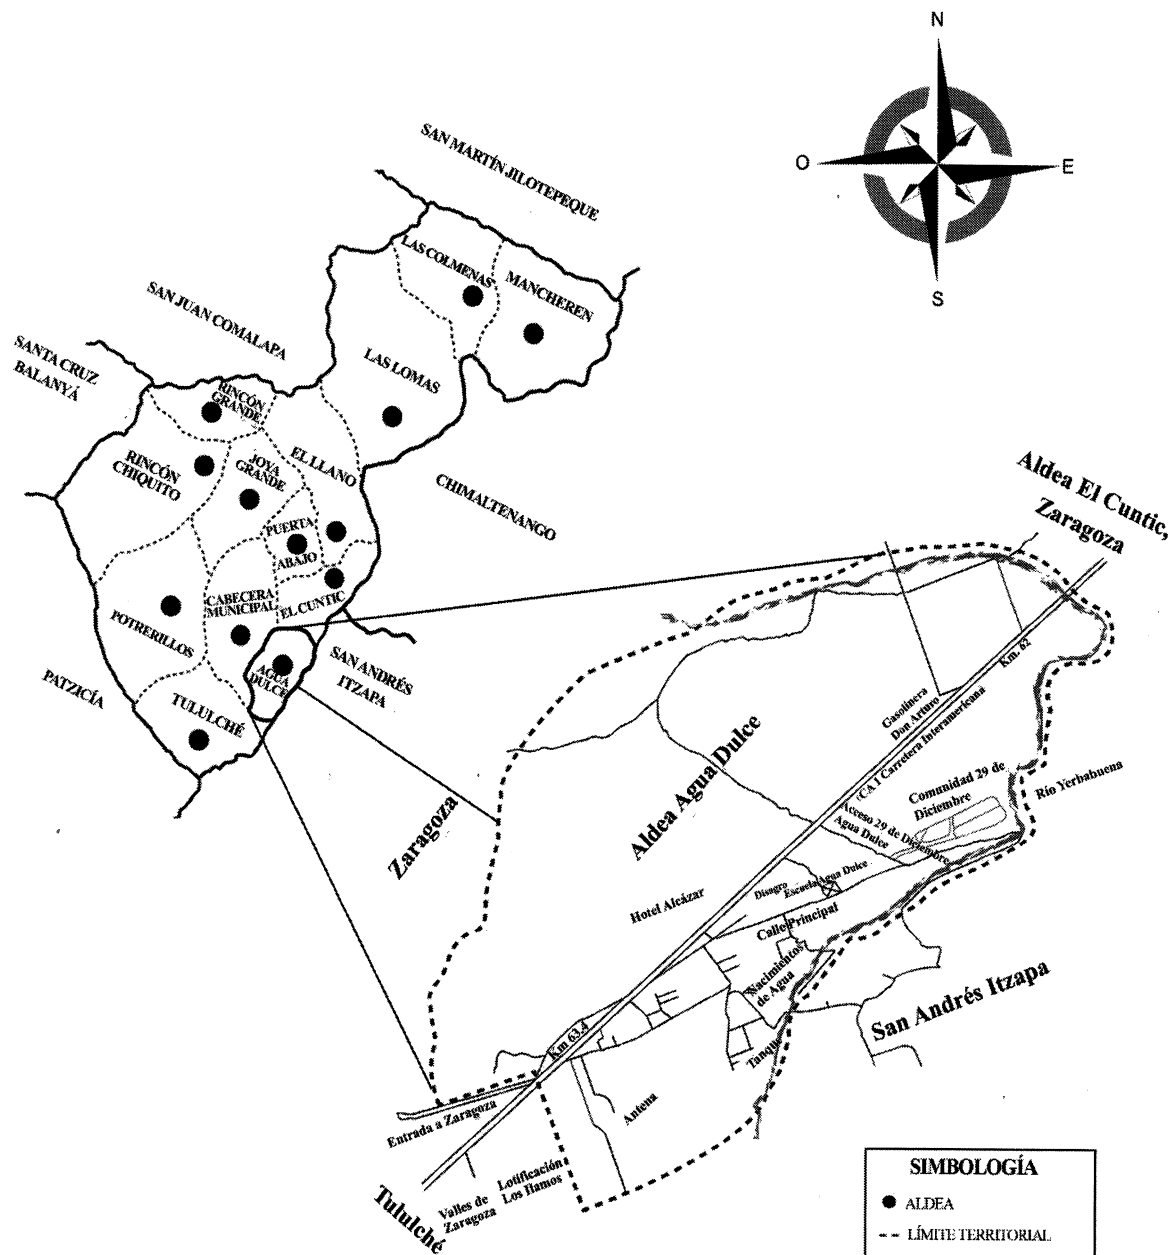 N
O
E
S
SAN MARTÍN JILOTEPEQUE
LAS COLMENAS
MANCHEREN
SAN JUAN COMALAPA
SANTA CRUZ
BALANYÁ
LAS LOMAS
RINCÓN
GRANDE
EL LLANO
JOYA
GRANDE
RINCÓN
CHIQUITO
CHIMALTENANGO
PUERTA
ABAJO
CABECERA
MUNICIPAL
EL CUNTIC
POTRERILLOS
AGUA
DULCE
SAN ANDRÉS
ITZAPA
PATZICÍA
TULULCHÉ
Aldea El Cuntic,
Zaragoza
Km. 62
Gasolinera
Don Arturo
CA 1 Carretera Interamericana
Aldea Agua Dulce
Zaragoza
Comunidad 29 de
Diciembre
Río Yerbabuena
Acceso 29 de Diciembre
Agua Dulce
Disagro
Escuela Agua Dulce
Hotel Alcázar
Calle Principal
Nacimientos
de Agua
San Andrés Itzapa
Km 63.4
Tanque
Antena
Entrada a Zaragoza
Lotificación
Los Ilamos
Valles de
Zaragoza
Tululché
SIMBOLOGÍA
ALDEA
LÍMITE TERRITORIAL